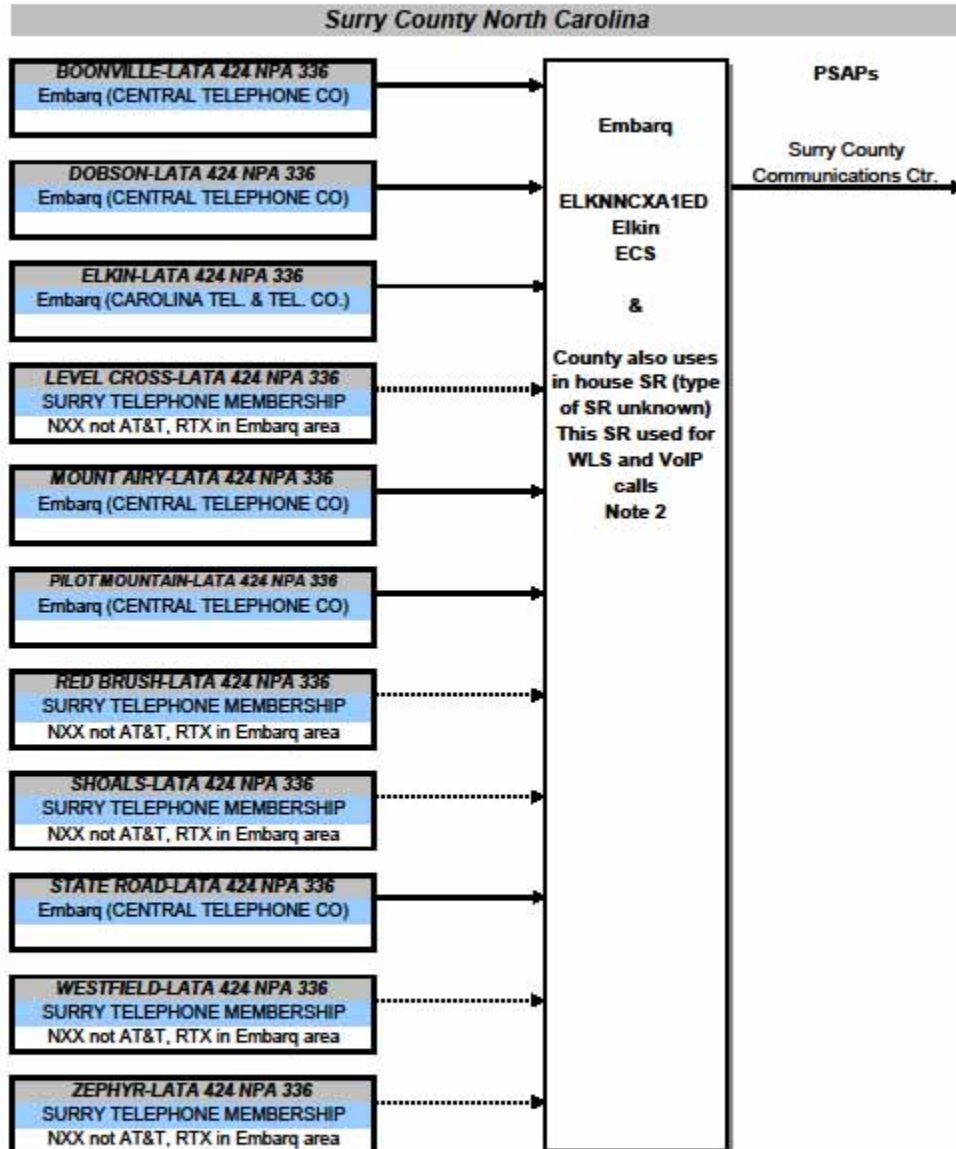 Surry County North Carolina
BOONVILLE-LATA 424 NPA 336
Embarq (CENTRAL TELEPHONE CO)
DOBSON-LATA 424 NPA 336
Embarq (CENTRAL TELEPHONE CO)
ELKIN-LATA 424 NPA 336
Embarq (CAROLINA TEL. & TEL. CO.)
LEVEL CROSS-LATA 424 NPA 336
SURRY TELEPHONE MEMBERSHIP
NXX not AT&T, RTX in Embarq area
MOUNT AIRY-LATA 424 NPA 336
Embarq (CENTRAL TELEPHONE CO)
PILOT MOUNTAIN-LATA 424 NPA 336
Embarq (CENTRAL TELEPHONE CO)
RED BRUSH-LATA 424 NPA 336
SURRY TELEPHONE MEMBERSHIP
NXX not AT&T, RTX in Embarq area
SHOALS-LATA 424 NPA 336
SURRY TELEPHONE MEMBERSHIP
NXX not AT&T, RTX in Embarq area
STATE ROAD-LATA 424 NPA 336
Embarq (CENTRAL TELEPHONE CO)
WESTFIELD-LATA 424 NPA 336
SURRY TELEPHONE MEMBERSHIP
NXX not AT&T, RTX in Embarq area
ZEPHYR-LATA 424 NPA 336
SURRY TELEPHONE MEMBERSHIP
NXX not AT&T, RTX in Embarq area
Embarq
ELKNNCXA1ED
Elkin
ECS
&
County also uses
in house SR (type
of SR unknown)
This SR used for
WLS and VoIP
calls
Note 2
PSAPs
Surry County
Communications Ctr.